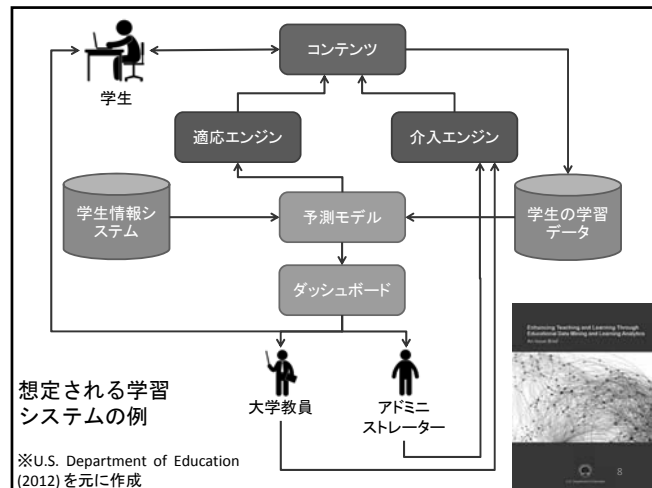 学生
コンテンツ
適応エンジン
介入エンジン
学生情報シ
ステム
予測モデル
学生の学習
データ
ダッシュボード
大学教員
アドミニ
ストレーター
想定される学習
システムの例
※U.S. Department of Education
(2012) を元に作成
Enhancing Teaching and Learning Through
Educational Data Mining and Learning Analytics
An Issue Brief
8